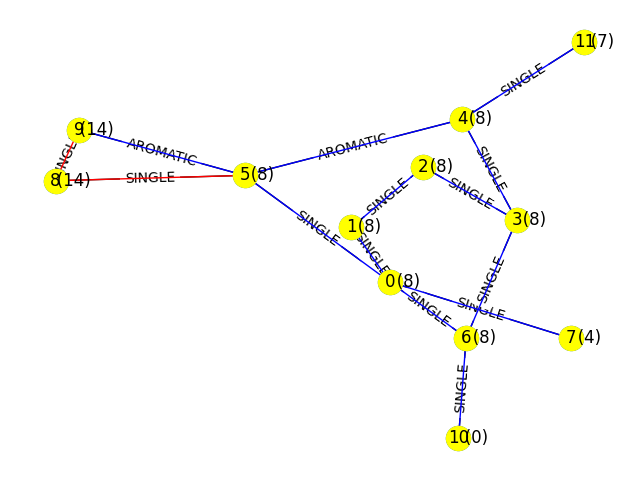 11(7)
SINGLE
4(8)
9(14)
AROMATIC
AROMATIC
SINGLE
2(8)
SINGLE
8(14)
SINGLE
5(8)
SINGLE
SINGLE
3(8)
SINGLE
1(8)
SINGLE
SINGLE
0(8)
SINGLE
SINGLE
6(8)
7(4)
SINGLE
10(0)